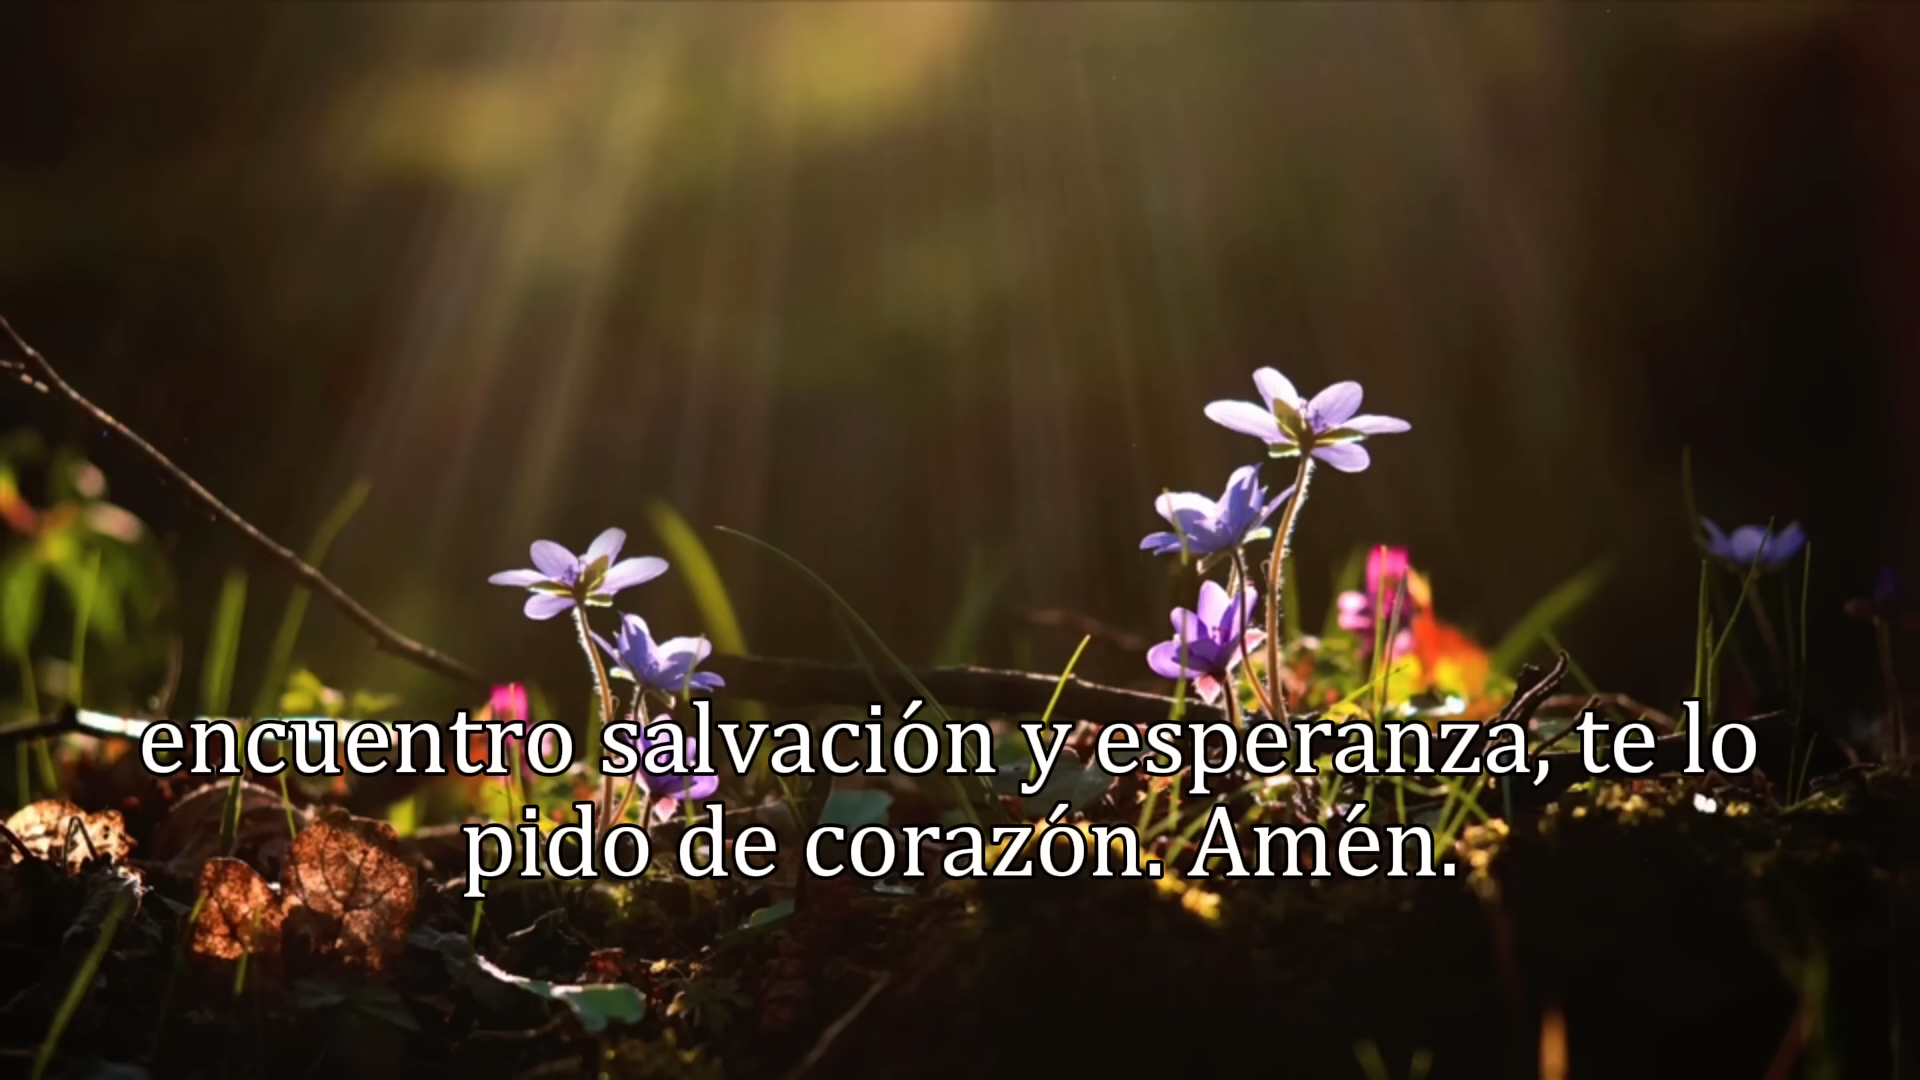 encuentro salvación y esperanza, te lo
pido de corazón. Amén.